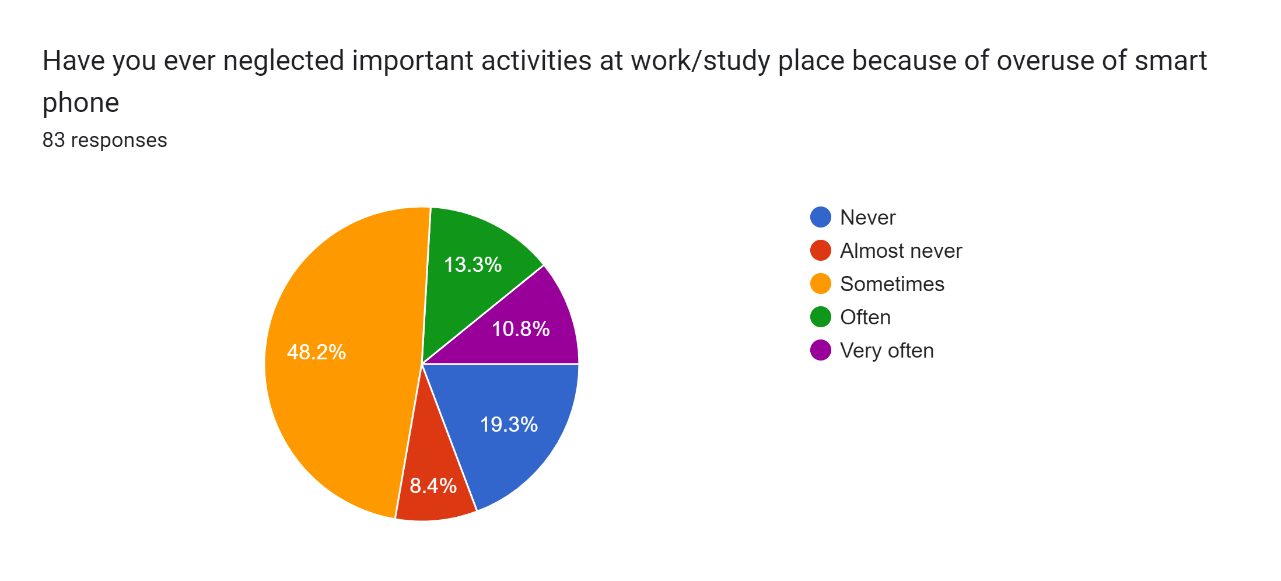 Have you ever neglected important activities at work/study place because of overuse of smart
phone
83 responses
13.3%
10.8%
48.2%
19.3%
8.4%
Never
Almost never
Sometimes
Often
Very often